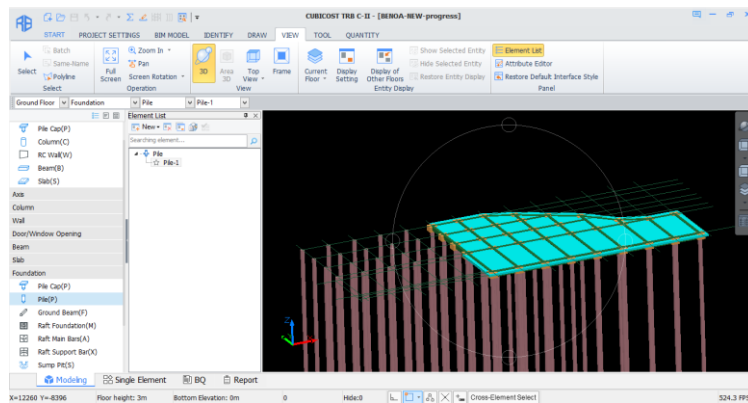 CUBICOST TRB C-II - [BENOA-NEW-progress]
START PROJECT SETTINGS BIM MODEL IDENTIFY DRAW VIEW TOOL QUANTITY
Select
Batch
Same-Name
Polyline
Select
Full Screen
Zoom In
Pan
Screen Rotation
Operation
3D
Area 3D
Top View
Frame
View
Current Floor
Display Setting
Display of Other Floors
Show Selected Entity
Hide Selected Entity
Restore Entity Display
Entity Display
Element List
Attribute Editor
Restore Default Interface Style
Panel
Ground Floor Foundation Pile Pile-1
Pile Cap(P)
Column(C)
RC Wall(W)
Beam(B)
Slab(S)
Axis
Column
Wall
Door/Window Opening
Beam
Slab
Foundation
Pile Cap(P)
Pile(P)
Ground Beam(F)
Raft Foundation(M)
Raft Main Bars(A)
Raft Support Bar(X)
Sump Pit(S)
Element List
New
Searching element...
Pile
Pile-1
Z
Modeling Single Element BQ Report
X=12260 Y=-8396 Floor height: 3m Bottom Elevation: 0m 0 Hide:0 Cross-Element Select 524.3 FPS